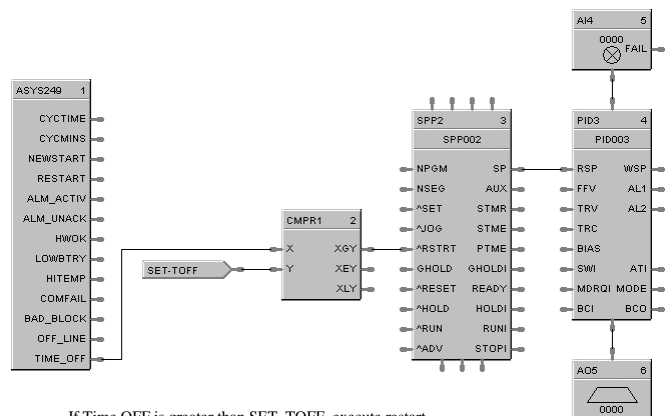 AI4 5
0000
FAIL
ASYS249 1
CYCTIME
CYCMINS
NEWSTART
RESTART
ALM_ACTIV
ALM_UNACK
HWOK
LOWBTRY
HITEMP
COMFAIL
BAD_BLOCK
OFF_LINE
TIME_OFF
SET-TOFF
CMPR1 2
X XGY
Y XEY
XLY
SPP2 3
SPP002
NPGM SP
NSEG AUX
^SET STMR
^JOG STME
^RSTRT PTME
GHOLD GHOLDI
^RESET READY
^HOLD HOLDI
^RUN RUNI
^ADV STOPI
PID3 4
PID003
RSP WSP
FFV AL1
TRV AL2
TRC
BIAS
SWI ATI
MDRQI MODE
BCI BCO
AO5 6
0000
If Time OFF is greater than SET_TOFF, execute restart